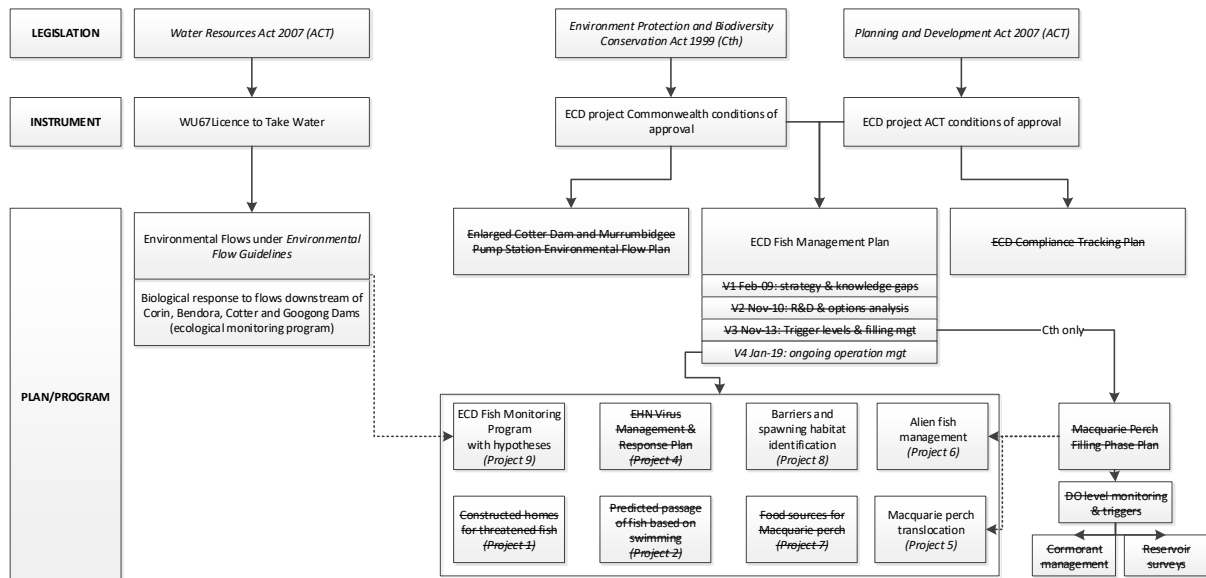 LEGISLATION
Water Resources Act 2007 (ACT)
Environment Protection and Biodiversity
Conservation Act 1999 (Cth)
Planning and Development Act 2007 (ACT)
INSTRUMENT
WU67Licence to Take Water
ECD project Commonwealth conditions of
approval
ECD project ACT conditions of approval
PLAN/PROGRAM
Environmental Flows under Environmental
Flow Guidelines
Biological response to flows downstream of
Corin, Bendora, Cotter and Googong Dams
(ecological monitoring program)
Enlarged Cotter Dam and Murrumbidgee
Pump Station Environmental Flow Plan
ECD Fish Management Plan
V1 Feb-09: strategy & knowledge gaps
V2 Nov-10: R&D & options analysis
V3 Nov-13: Trigger levels & filling mgt
V4 Jan-19: ongoing operation mgt
ECD Compliance Tracking Plan
Cth only
ECD Fish Monitoring
Program
with hypotheses
(Project 9)
EHN Virus
Management &
Response Plan
(Project 4)
Barriers and
spawning habitat
identification
(Project 8)
Alien fish
management
(Project 6)
Macquarie Perch
Filling Phase Plan
Constructed homes
for threatened fish
(Project 1)
Predicted passage
of fish based on
swimming
(Project 2)
Food sources for
Macquarie perch
(Project 7)
Macquarie perch
translocation
(Project 5)
DO level monitoring
& triggers
Cormorant
management
Reservoir
surveys